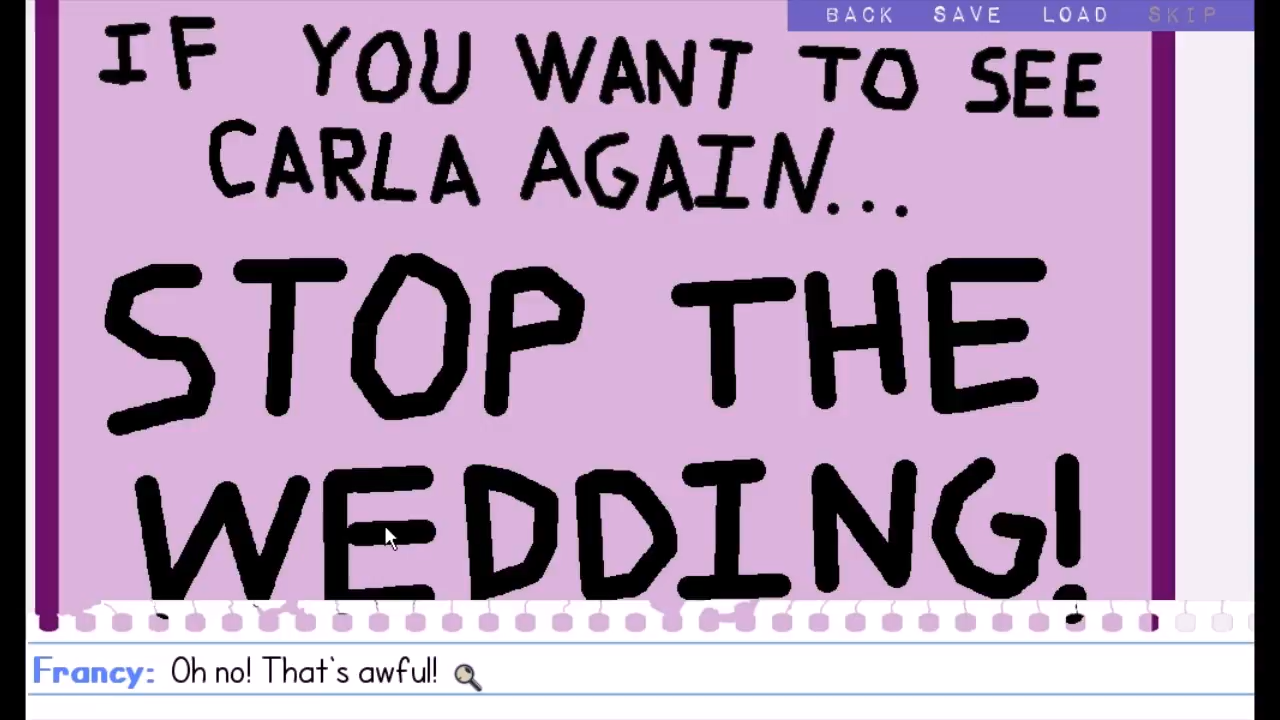 BACK SAVE LOAD SKIP
IF YOU WANT TO SEE
CARLA AGAIN...
STOP THE
WEDDING!
Francy: Oh no! That's awful!